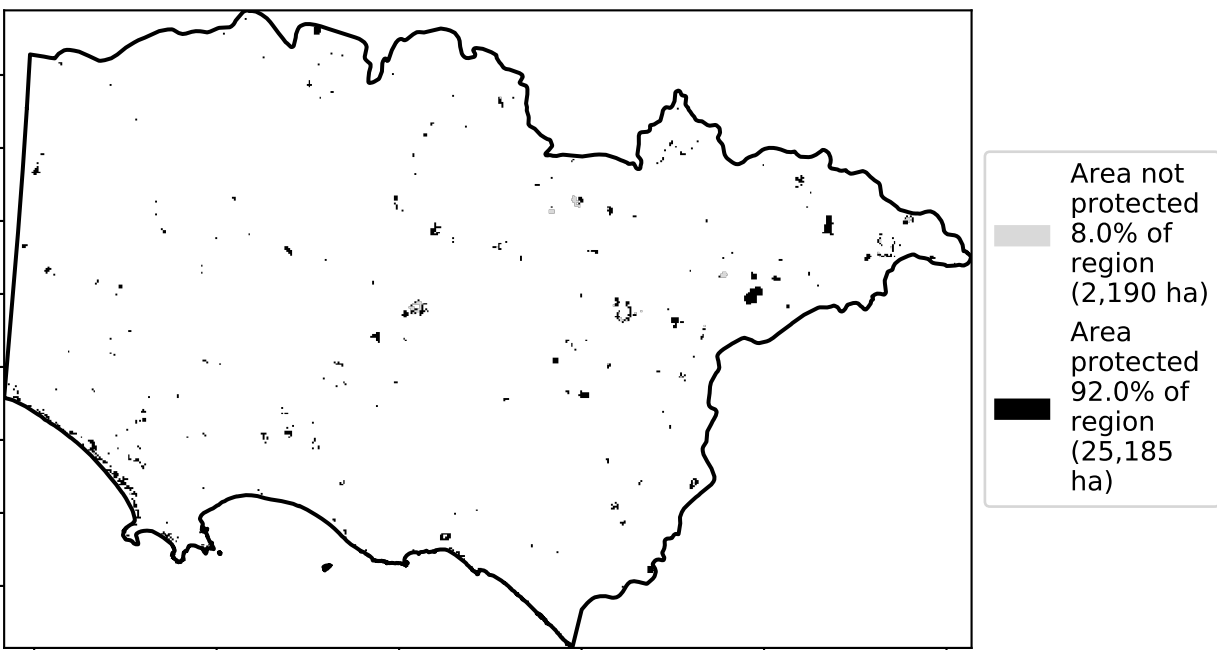 Area not
protected
8.0% of
region
(2,190 ha)
Area
protected
92.0% of
region
(25,185
ha)